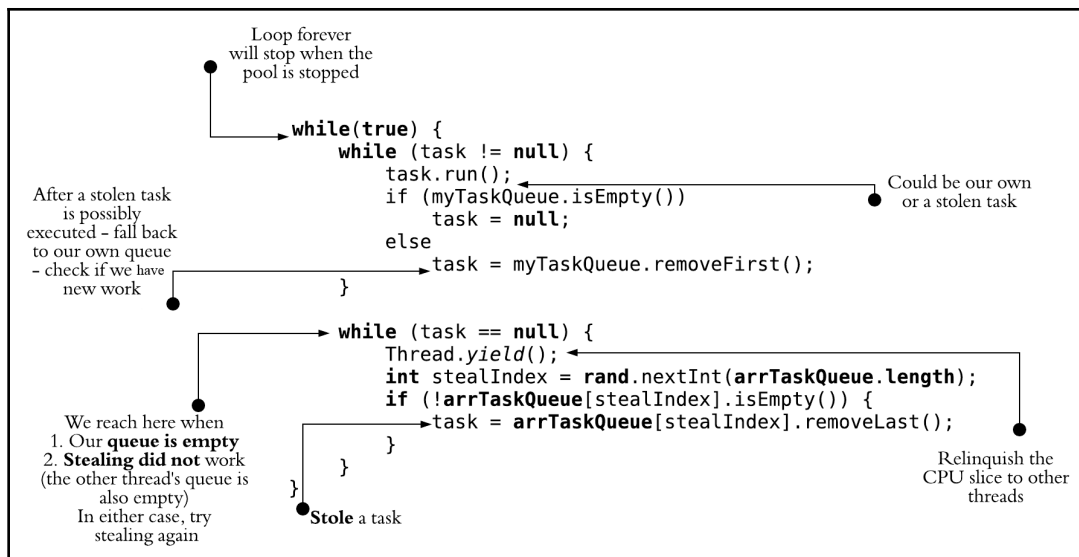 Loop forever
will stop when the
pool is stopped
while(true) {
while (task != null) {
task.run();
if (myTaskQueue.isEmpty())
task = null;
else
task = myTaskQueue.removeFirst();
}
Could be our own
or a stolen task
After a stolen task
is possibly
executed – fall back
to our own queue
– check if we have
new work
while (task == null) {
Thread.yield();
int stealIndex = rand.nextInt(arrTaskQueue.length);
if (!arrTaskQueue[stealIndex].isEmpty()) {
task = arrTaskQueue[stealIndex].removeLast();
}
}
}
We reach here when
1. Our queue is empty
2. Stealing did not work
(the other thread's queue is
also empty)
In either case, try
stealing again
Stole a task
Relinquish the
CPU slice to other
threads